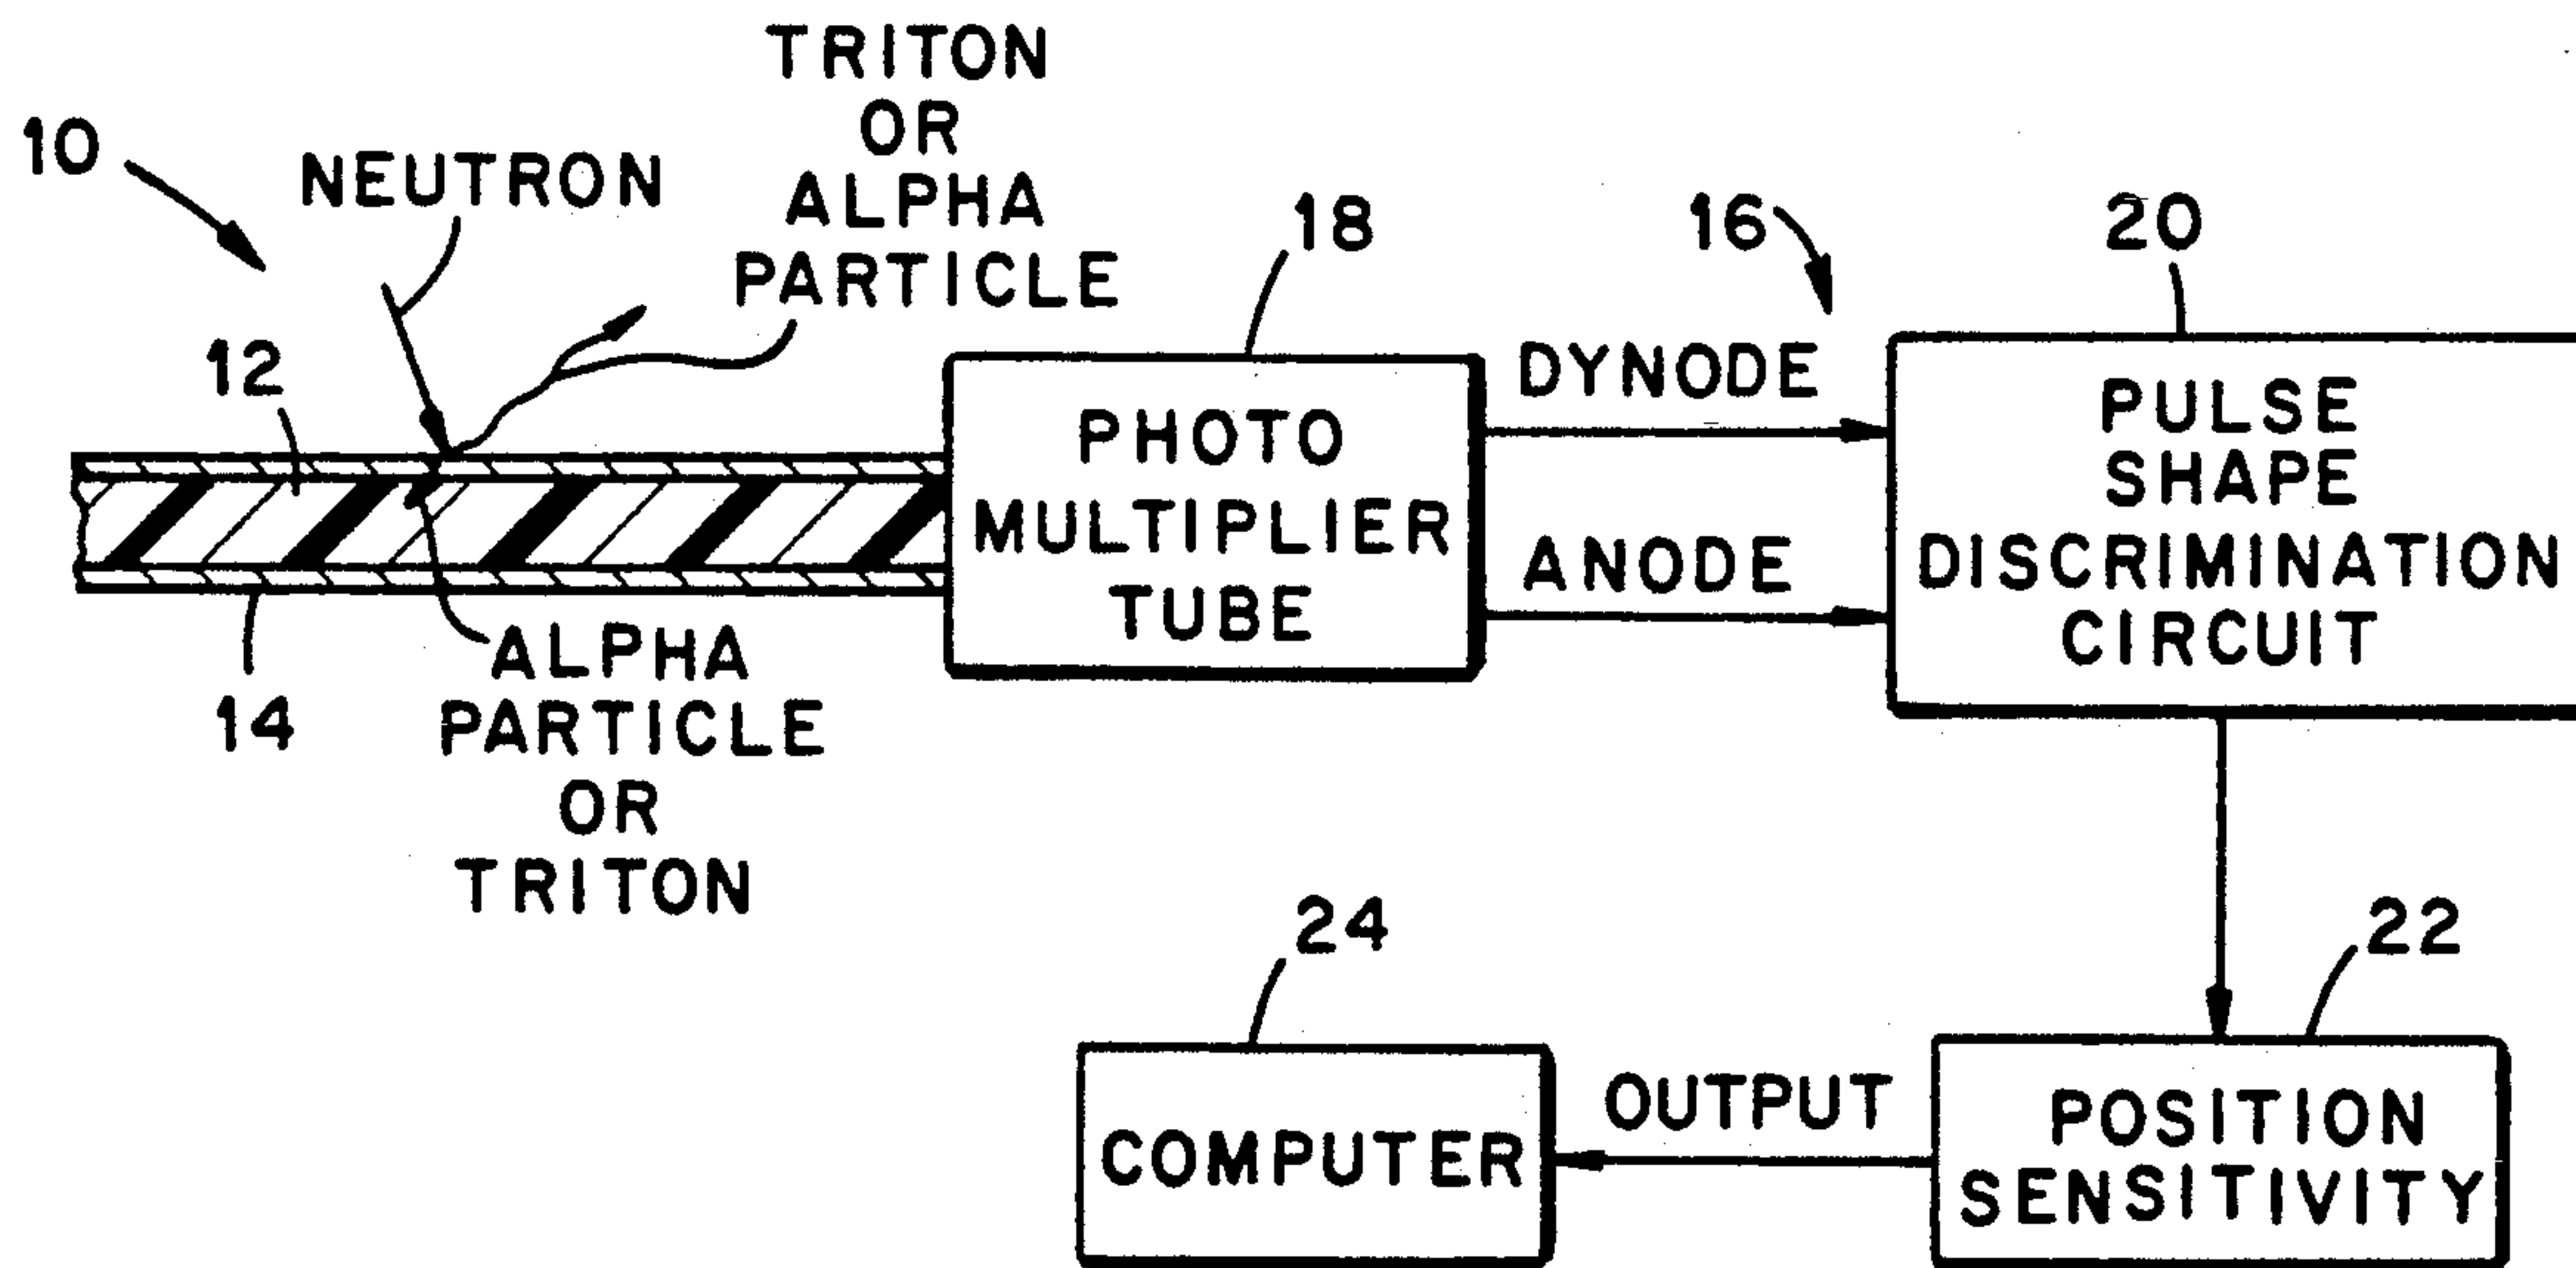 TRITON
OR
ALPHA
PARTICLE
10
NEUTRON
18
16
20
12
DYNODE
PHOTO
MULTIPLIER
TUBE
ANODE
PULSE
SHAPE
DISCRIMINATION
CIRCUIT
14
ALPHA
PARTICLE
OR
TRITON
24
22
COMPUTER
OUTPUT
POSITION
SENSITIVITY